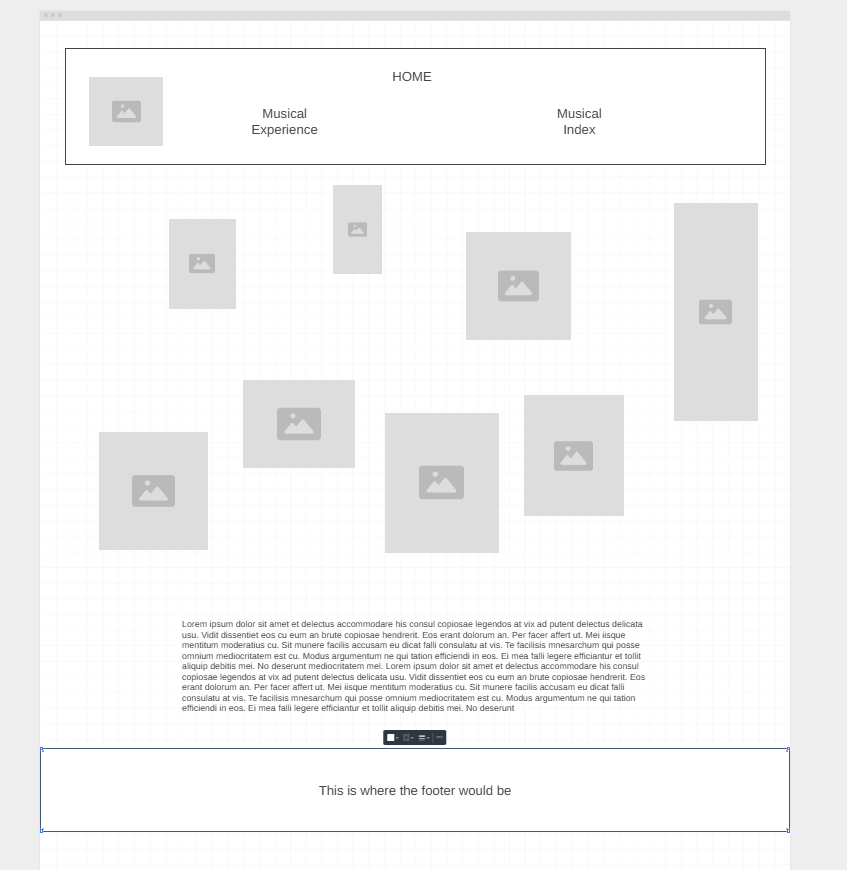 HOME
Musical
Experience
Musical
Index
Lorem ipsum dolor sit amet et delectus accommodare his consul copiosae legendos at vix ad putent delectus delicata
usu. Vidit dissentiet eos cu eum an brute copiosae hendrerit. Eos erant dolorum an. Per facer affert ut. Mei iisque
mentitum moderatius cu. Sit munere facilis accusam eu dicat falli consulatu at vis. Te facilisis mnesarchum qui posse
omnium mediocritatem est cu. Modus argumentum ne qui tation efficiendi in eos. Ei mea falli legere efficiantur et tollit
aliquip debitis mei. No deserunt mediocritatem mel. Lorem ipsum dolor sit amet et delectus accommodare his consul
copiosae legendos at vix ad putent delectus delicata usu. Vidit dissentiet eos cu eum an brute copiosae hendrerit. Eos
erant dolorum an. Per facer affert ut. Mei iisque mentitum moderatius cu. Sit munere facilis accusam eu dicat falli
consulatu at vis. Te facilisis mnesarchum qui posse omnium mediocritatem est cu. Modus argumentum ne qui tation
efficiendi in eos. Ei mea falli legere efficiantur et tollit aliquip debitis mei. No deserunt
This is where the footer would be